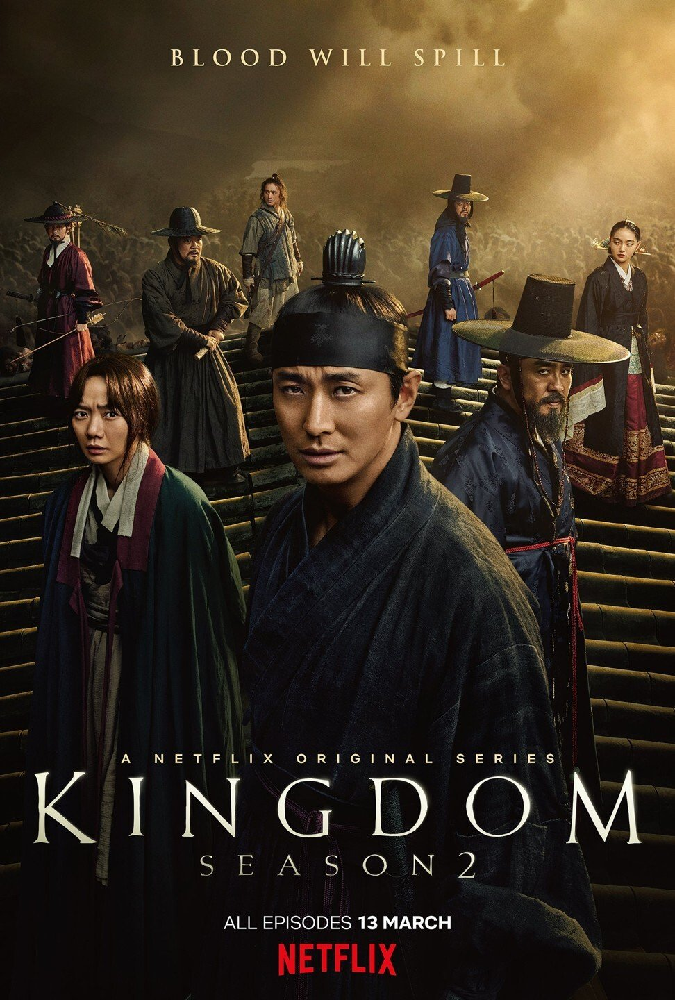 BLOOD WILL SPILL
A NETFLIX ORIGINAL SERIES
KINGDOM
SEASON 2
ALL EPISODES 13 MARCH
NETFLIX